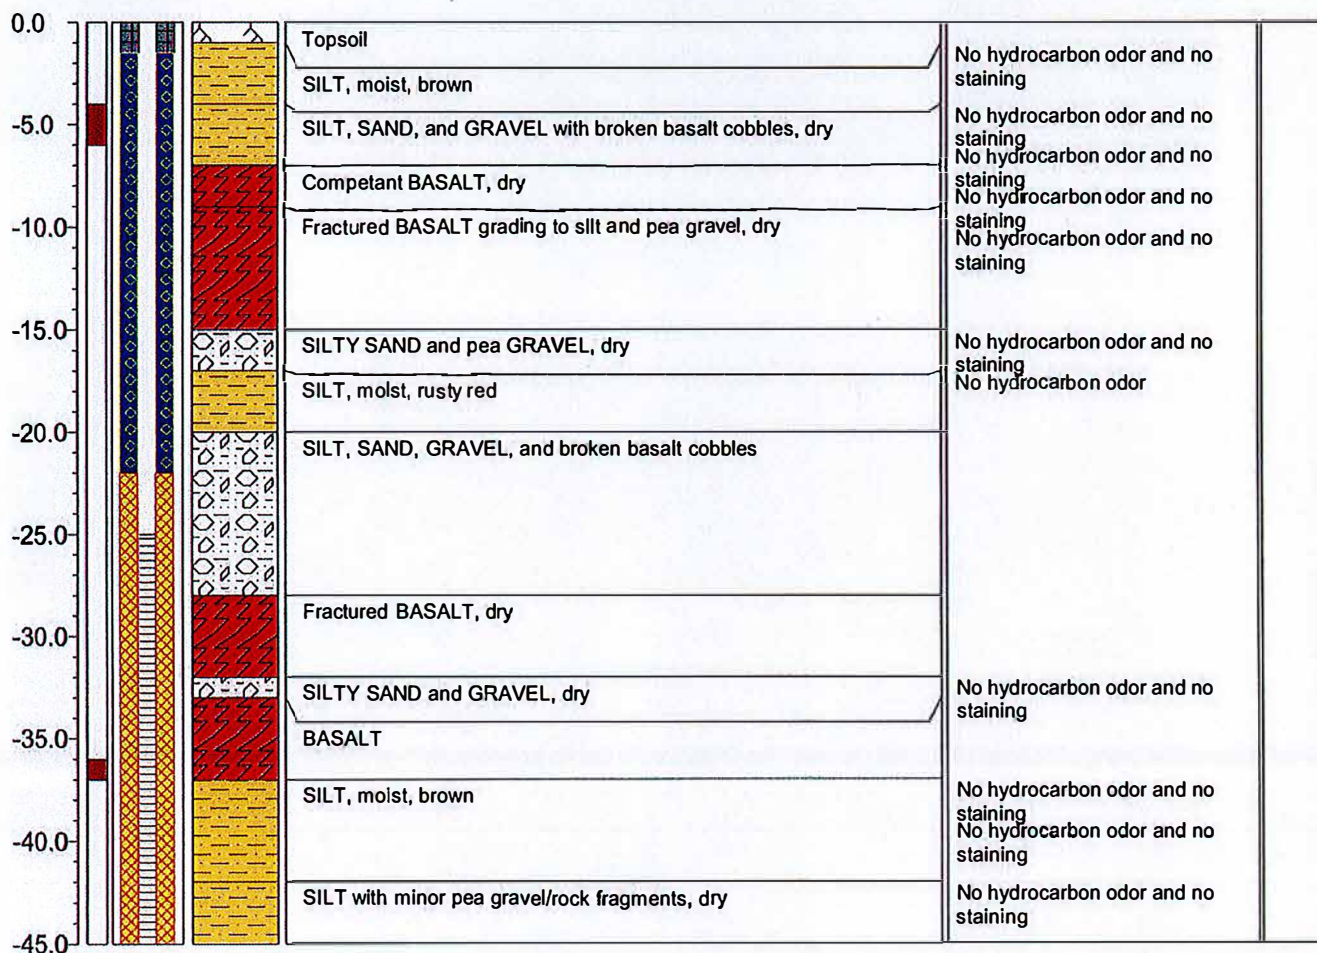 0.0
Topsoil
No hydrocarbon odor and no
staining
SILT, moist, brown
-5.0
SILT, SAND, and GRAVEL with broken basalt cobbles, dry
No hydrocarbon odor and no
staining
No hydrocarbon odor and no
staining
Competant BASALT, dry
No hydrocarbon odor and no
staining
-10.0
Fractured BASALT grading to silt and pea gravel, dry
No hydrocarbon odor and no
staining
-15.0
SILTY SAND and pea GRAVEL, dry
No hydrocarbon odor and no
staining
SILT, moist, rusty red
No hydrocarbon odor
-20.0
SILT, SAND, GRAVEL, and broken basalt cobbles
-25.0
Fractured BASALT, dry
-30.0
SILTY SAND and GRAVEL, dry
No hydrocarbon odor and no
staining
-35.0
BASALT
SILT, moist, brown
No hydrocarbon odor and no
staining
-40.0
No hydrocarbon odor and no
staining
SILT with minor pea gravel/rock fragments, dry
No hydrocarbon odor and no
staining
-45.0